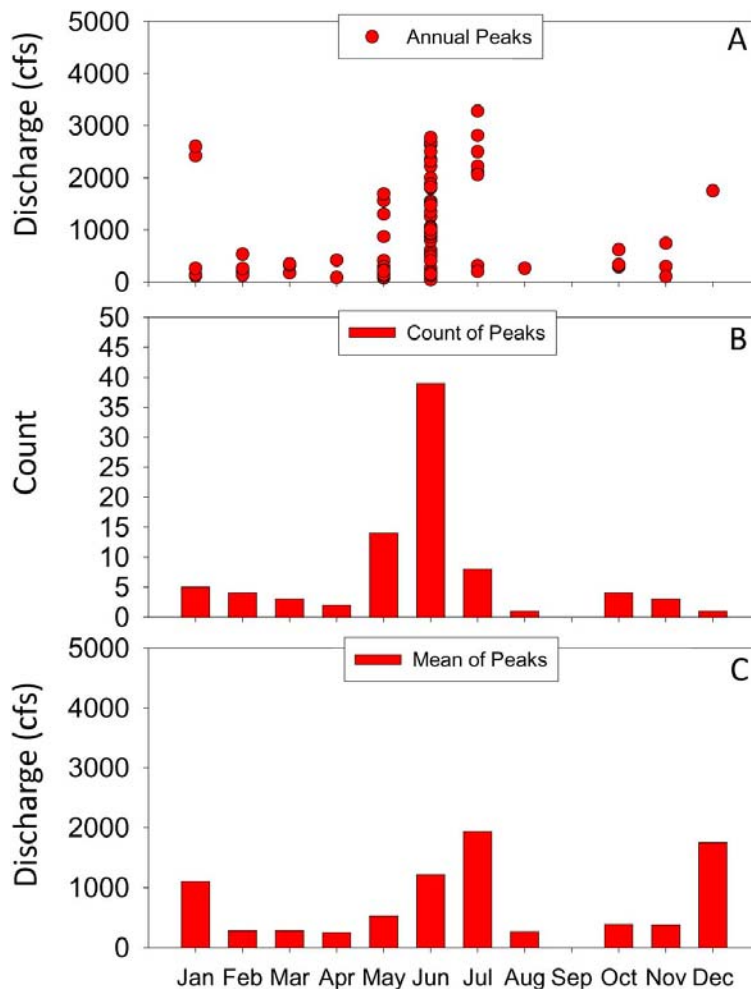 5000
Annual Peaks
A
4000
3000
2000
1000
0
Discharge (cfs)
50
Count of Peaks
B
45
40
35
30
25
20
15
10
5
0
Count
5000
Mean of Peaks
C
4000
3000
2000
1000
0
Discharge (cfs)
Jan Feb Mar Apr May Jun Jul Aug Sep Oct Nov Dec